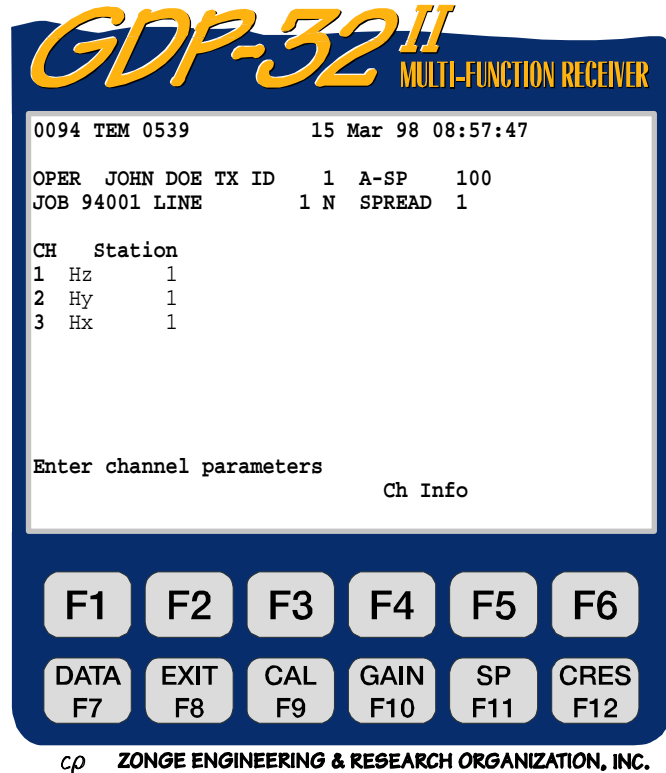 GDP-32 II
MULTI-FUNCTION RECEIVER
0094 TEM 0539 15 Mar 98 08:57:47
OPER JOHN DOE TX ID 1 A-SP 100
JOB 94001 LINE 1 N SPREAD 1
CH Station
1 Hz 1
2 Hy 1
3 Hx 1
Enter channel parameters
Ch Info
F1 F2 F3 F4 F5 F6
DATA EXIT CAL GAIN SP CRES
F7 F8 F9 F10 F11 F12
cρ ZONGE ENGINEERING & RESEARCH ORGANIZATION, INC.